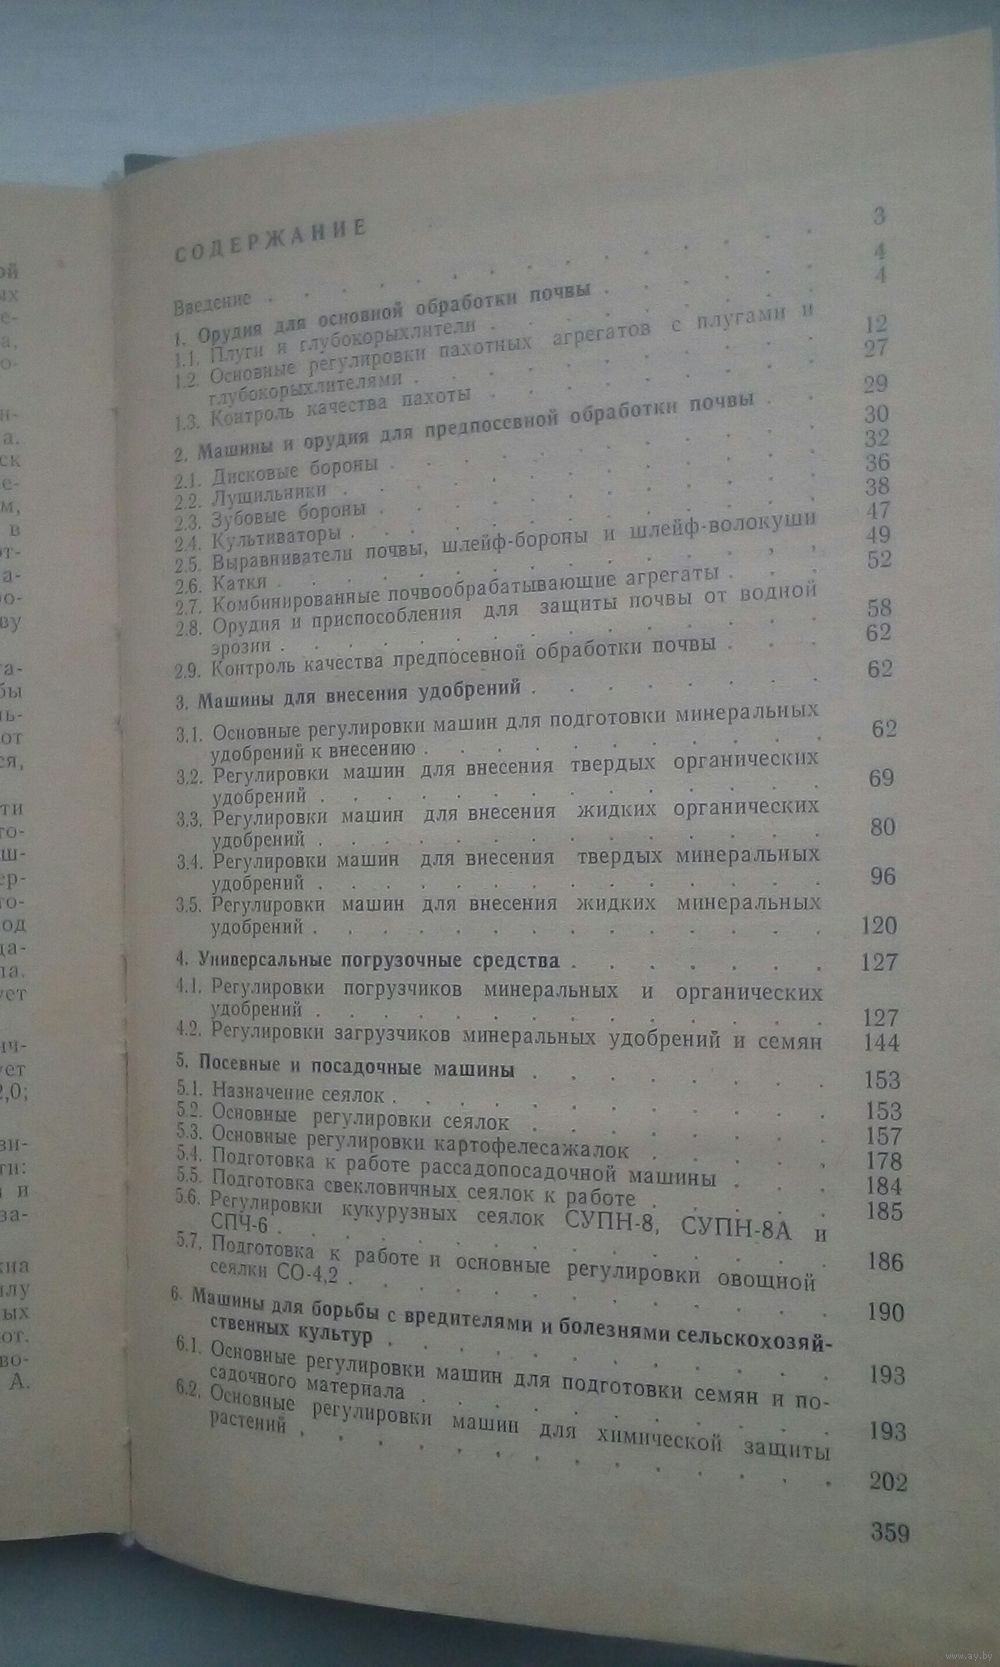 СОДЕРЖАНИЕ
Введение . . . . . . . . . . . 3
1. Орудия для основной обработки почвы . . . . . 4
1.1. Плуги и глубокорыхлители . . . . . . . 4
1.2. Основные регулировки пахотных агрегатов с плугами и
глубокорыхлителями . . . . . . . . . 12
1.3. Контроль качества пахоты . . . . . . . 27
2. Машины и орудия для предпосевной обработки почвы . . 29
2.1. Дисковые бороны . . . . . . . . . 30
2.2. Лущильники . . . . . . . . . . 32
2.3. Зубовые бороны . . . . . . . . . 36
2.4. Культиваторы . . . . . . . . . . 38
2.5. Выравниватели почвы, шлейф-бороны и шлейф-волокуши 47
2.6. Катки . . . . . . . . . . . . 49
2.7. Комбинированные почвообрабатывающие агрегаты . . . 52
2.8. Орудия и приспособления для защиты почвы от водной
эрозии . . . . . . . . . . . . 58
2.9. Контроль качества предпосевной обработки почвы . . . 62
3. Машины для внесения удобрений . . . . . . . 62
3.1. Основные регулировки машин для подготовки минеральных
удобрений к внесению . . . . . . . . 62
3.2. Регулировки машин для внесения твердых органических
удобрений . . . . . . . . . . . 69
3.3. Регулировки машин для внесения жидких органических
удобрений . . . . . . . . . . . 80
3.4. Регулировки машин для внесения твердых минеральных
удобрений . . . . . . . . . . . 96
3.5. Регулировки машин для внесения жидких минеральных
удобрений . . . . . . . . . . . 120
4. Универсальные погрузочные средства . . . . . . 127
4.1. Регулировки погрузчиков минеральных и органических
удобрений . . . . . . . . . . . 127
4.2. Регулировки загрузчиков минеральных удобрений и семян 144
5. Посевные и посадочные машины . . . . . . . 153
5.1. Назначение сеялок . . . . . . . . . 153
5.2. Основные регулировки сеялок . . . . . . 157
5.3. Основные регулировки картофелесажалок . . . . 178
5.4. Подготовка к работе рассадопосадочной машины . . . 184
5.5. Подготовка свекловичных сеялок к работе . . . . 185
5.6. Регулировки кукурузных сеялок СУПН-8, СУПН-8А и
СПЧ-6 . . . . . . . . . . . . 186
5.7. Подготовка к работе и основные регулировки овощной
сеялки СО-4,2 . . . . . . . . . . 190
6. Машины для борьбы с вредителями и болезнями сельскохозяй-
ственных культур . . . . . . . . . . 193
6.1. Основные регулировки машин для подготовки семян и по-
садочного материала . . . . . . . . . 193
6.2. Основные регулировки машин для химической защиты
растений . . . . . . . . . . . 202
359
www.ay.by